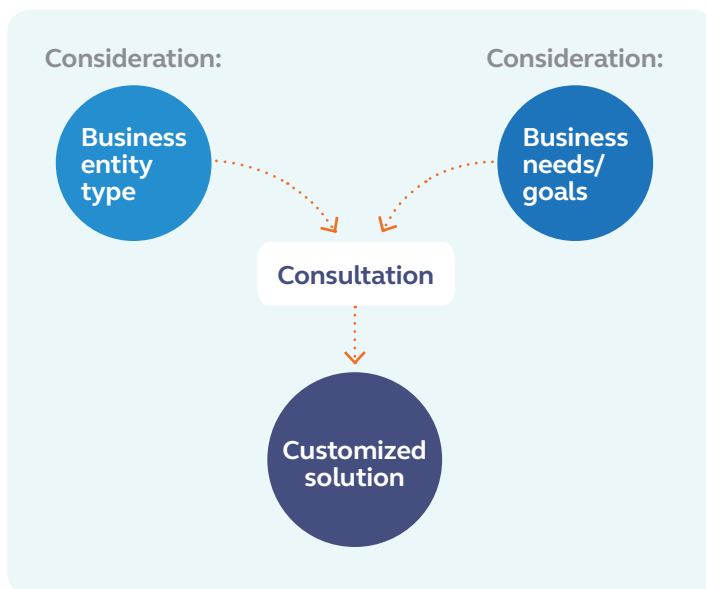 Consideration:
Business
entity
type
Consideration:
Business
needs/
goals
Consultation
Customized
solution